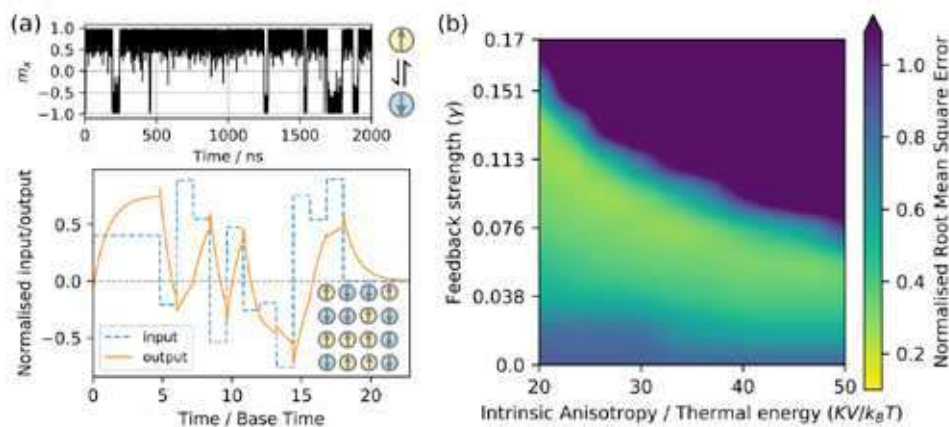 (a)
1.0
0.5
0.0
−0.5
−1.0
m_x
0 500 1000 1500 2000
Time / ns
Normalised input/output
0.5
0.0
−0.5
input
output
0 5 10 15 20
Time / Base Time
(b)
Feedback strength (γ)
0.17
0.151
0.113
0.076
0.038
0.0
20 30 40 50
Intrinsic Anisotropy / Thermal energy (KV/k_BT)
1.0
0.8
0.6
0.4
0.2
Normalised Root Mean Square Error